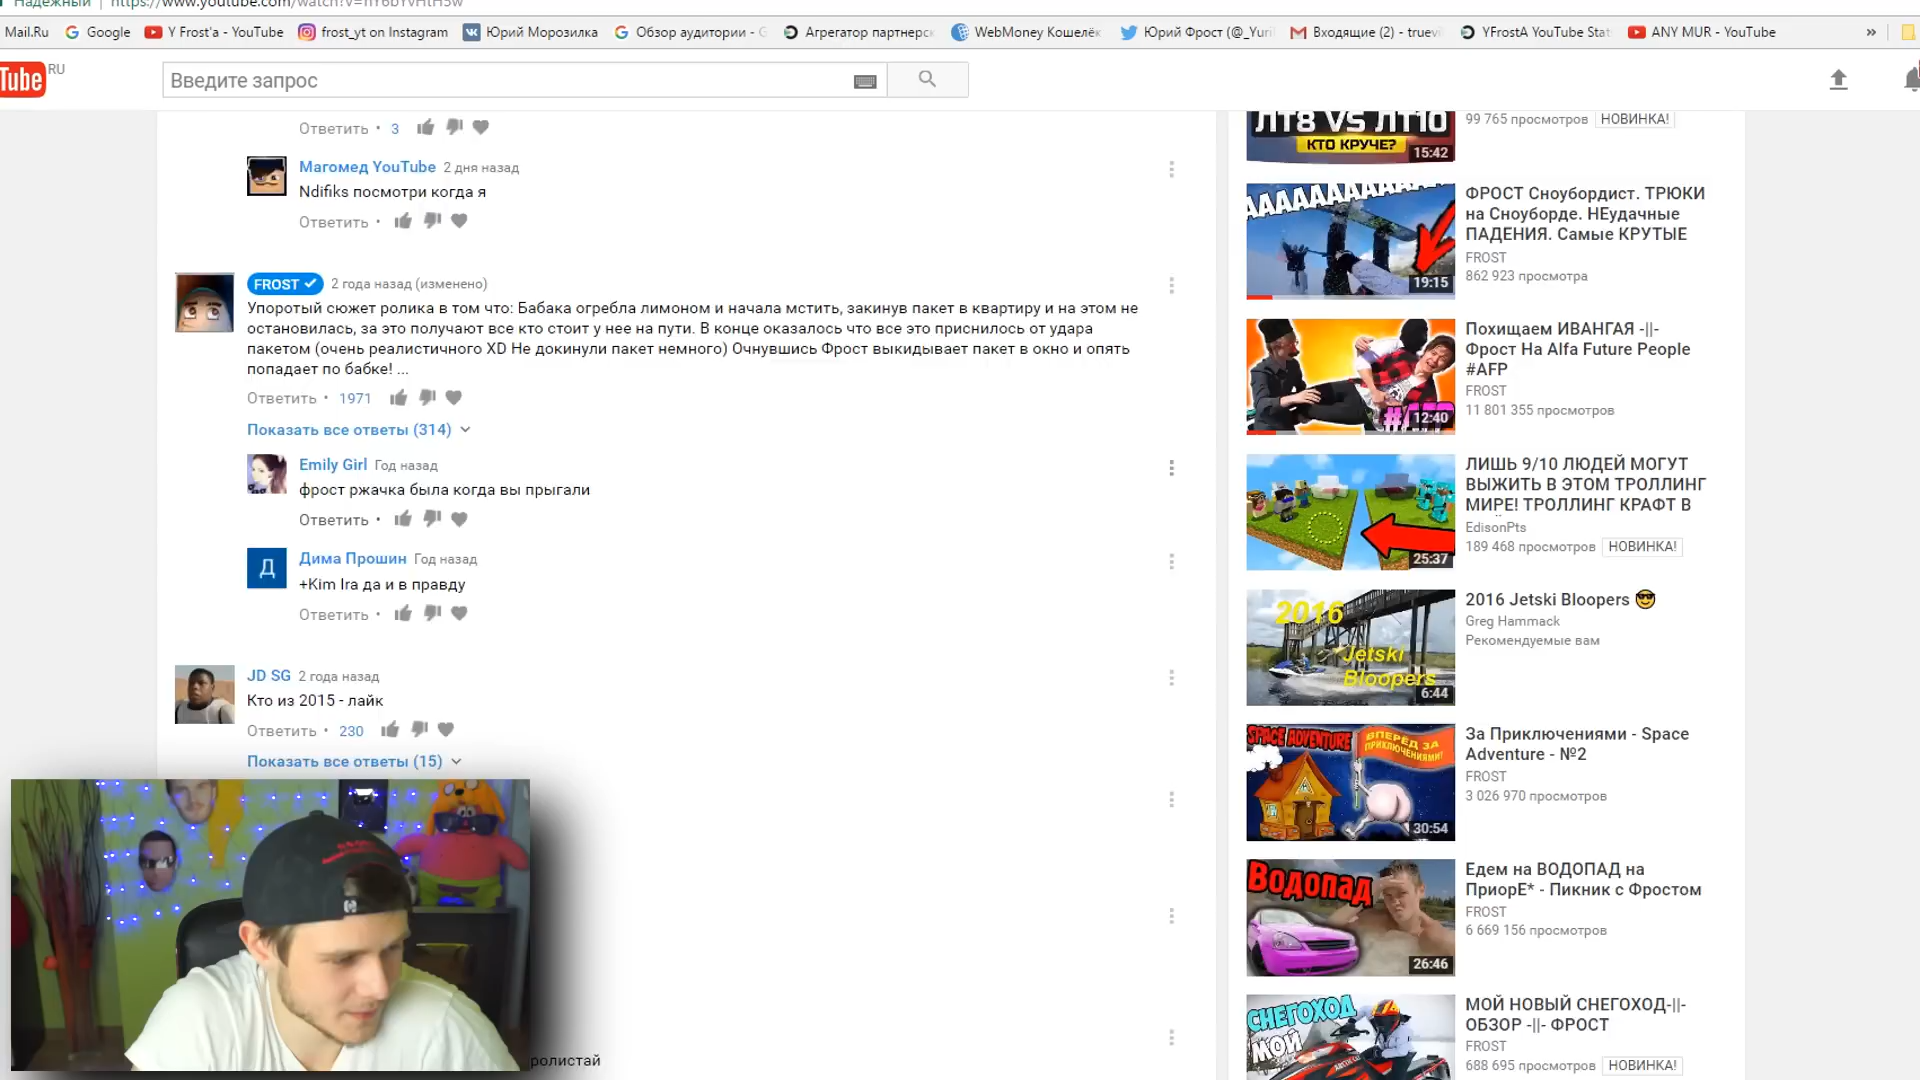 Надежный
Mail.Ru
Google
Y Frost'a - YouTube
frost_yt on Instagram
Юрий Морозилка
Обзор аудитории - G
Агрегатор партнерс
WebMoney Кошелёк
Юрий Фрост (@_Yuri
Входящие (2) - truevi
YFrostA YouTube Stat
ANY MUR - YouTube
»
Tube
RU
Введите запрос
Ответить • 3
Магомед YouTube 2 дня назад
Ndifiks посмотри когда я
Ответить •
FROST 2 года назад (изменено)
Упоротый сюжет ролика в том что: Бабака огребла лимоном и начала мстить, закинув пакет в квартиру и на этом не
остановилась, за это получают все кто стоит у нее на пути. В конце оказалось что все это приснилось от удара
пакетом (очень реалистичного XD Не докинули пакет немного) Очнувшись Фрост выкидывает пакет в окно и опять
попадает по бабке! ...
Ответить • 1971
Показать все ответы (314)
Emily Girl Год назад
фрост ржачка была когда вы прыгали
Ответить •
Д
Дима Прошин Год назад
+Kim Ira да и в правду
Ответить •
JD SG 2 года назад
Кто из 2015 - лайк
Ответить • 230
Показать все ответы (15)
ролистай
ЛТ8 VS ЛТ10
КТО КРУЧЕ?
15:42
99 765 просмотров НОВИНКА!
19:15
ФРОСТ Сноубордист. ТРЮКИ
на Сноуборде. НЕудачные
ПАДЕНИЯ. Самые КРУТЫЕ
FROST
862 923 просмотра
12:40
Похищаем ИВАНГАЯ -||-
Фрост На Alfa Future People
#AFP
FROST
11 801 355 просмотров
25:37
ЛИШЬ 9/10 ЛЮДЕЙ МОГУТ
ВЫЖИТЬ В ЭТОМ ТРОЛЛИНГ
МИРЕ! ТРОЛЛИНГ КРАФТ В
EdisonPts
189 468 просмотров НОВИНКА!
2016
Jetski
Bloopers
6:44
2016 Jetski Bloopers
Greg Hammack
Рекомендуемые вам
SPACE ADVENTURE
ВПЕРЁД ЗА
ПРИКЛЮЧЕНИЯМИ!
30:54
За Приключениями - Space
Adventure - №2
FROST
3 026 970 просмотров
Водопад
26:46
Едем на ВОДОПАД на
ПриорЕ* - Пикник с Фростом
FROST
6 669 156 просмотров
СНЕГОХОД
МОЙ
МОЙ НОВЫЙ СНЕГОХОД-||-
ОБЗОР -||- ФРОСТ
FROST
688 695 просмотров НОВИНКА!